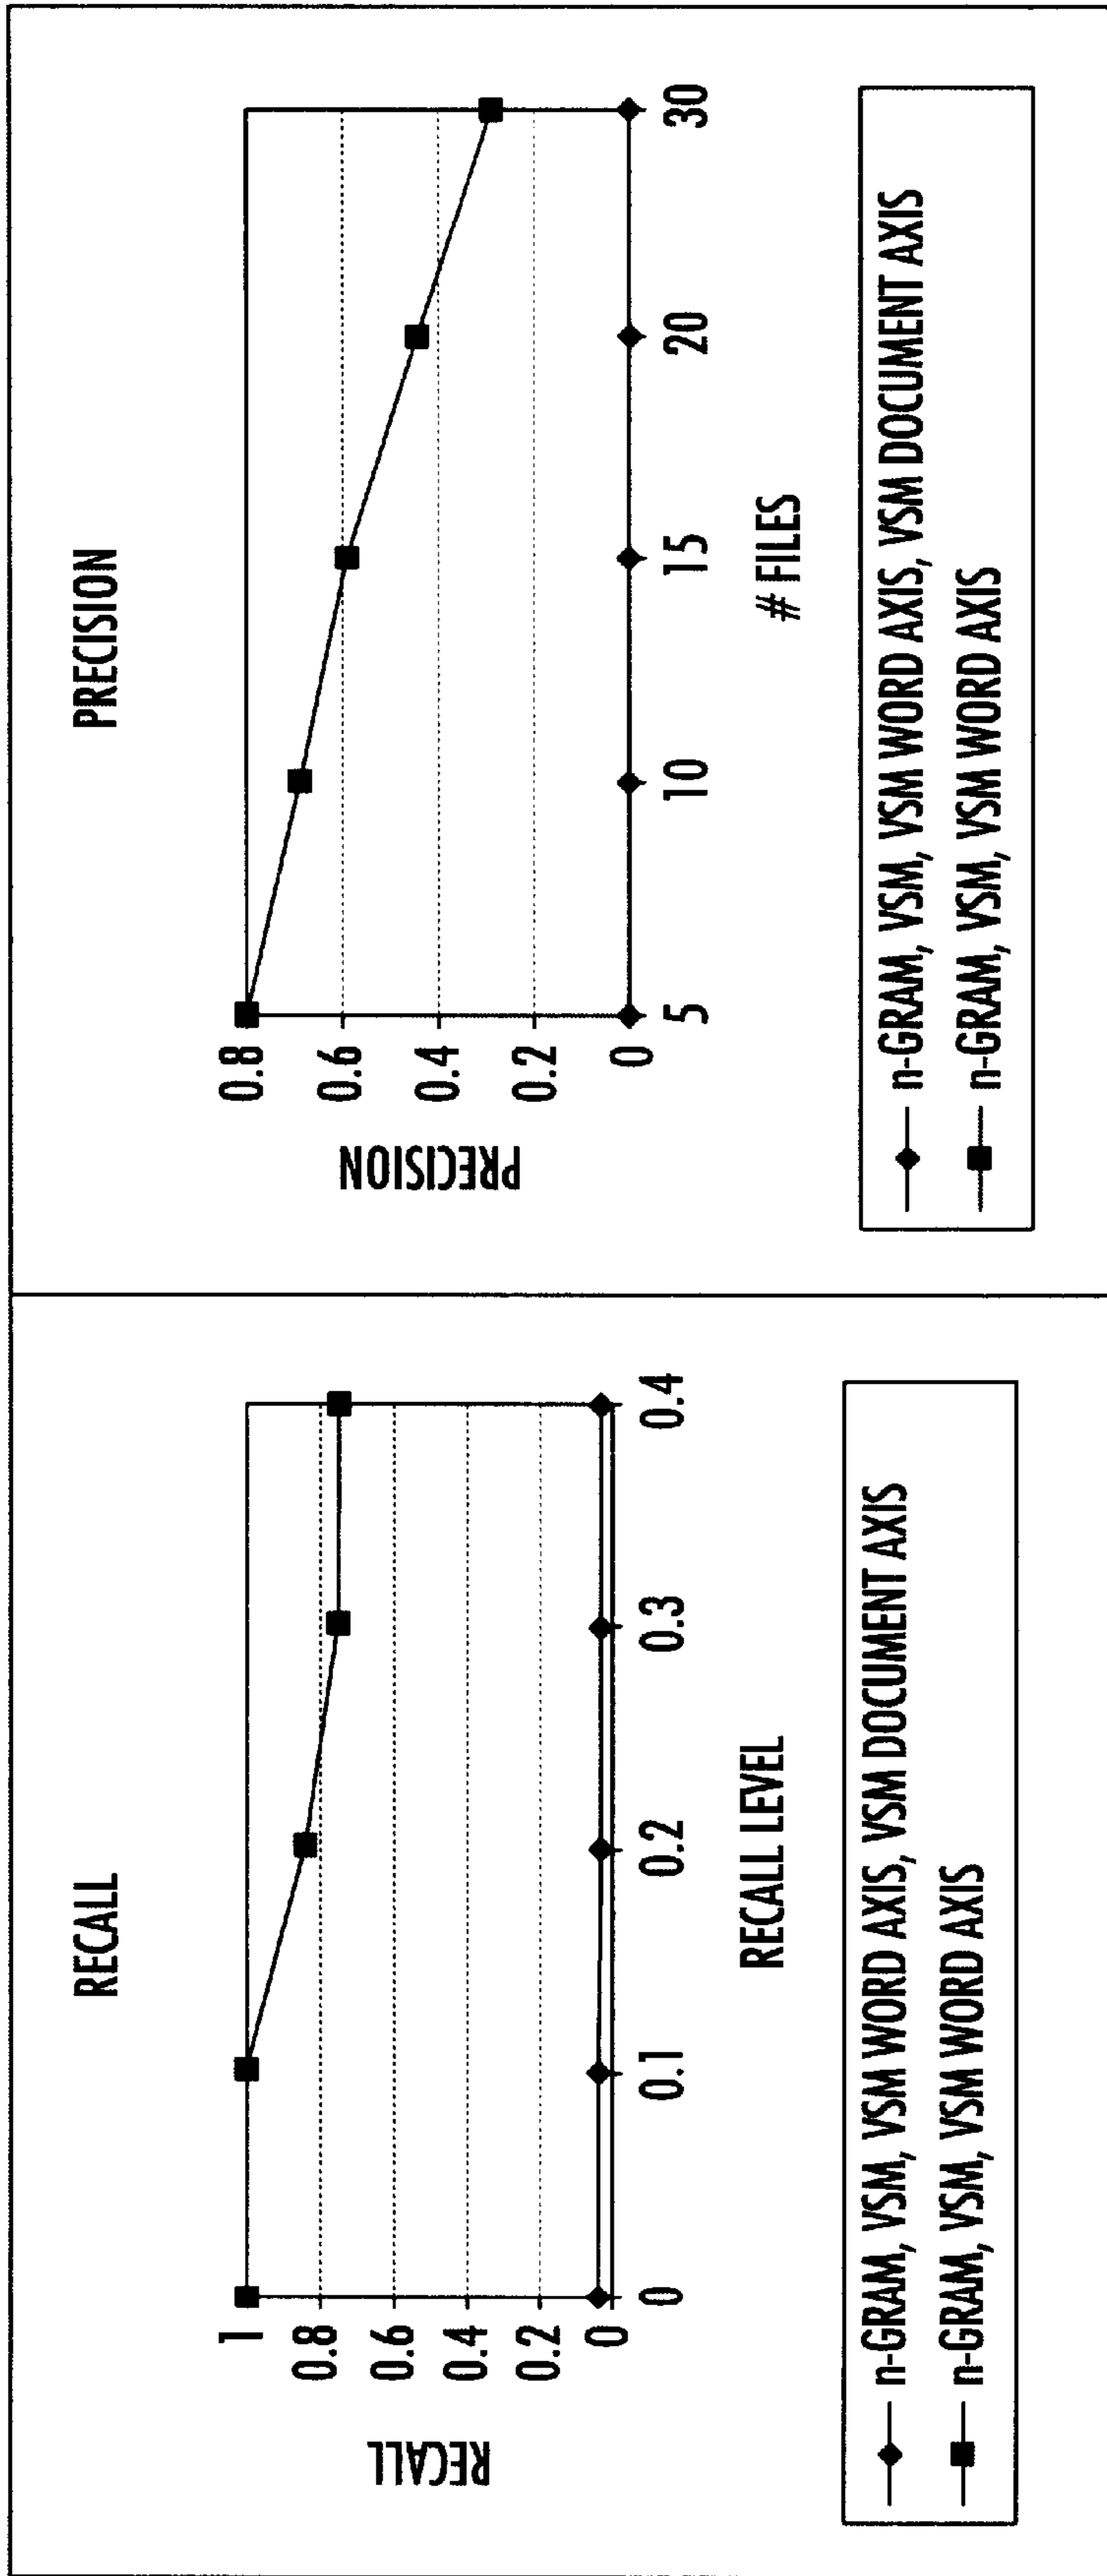 RECALL
RECALL
1
0.8
0.6
0.4
0.2
0
0 0.1 0.2 0.3 0.4
RECALL LEVEL
n-GRAM, VSM, VSM WORD AXIS, VSM DOCUMENT AXIS
n-GRAM, VSM, VSM WORD AXIS
PRECISION
PRECISION
0.8
0.6
0.4
0.2
0
5 10 15 20 30
# FILES
n-GRAM, VSM, VSM WORD AXIS, VSM DOCUMENT AXIS
n-GRAM, VSM, VSM WORD AXIS